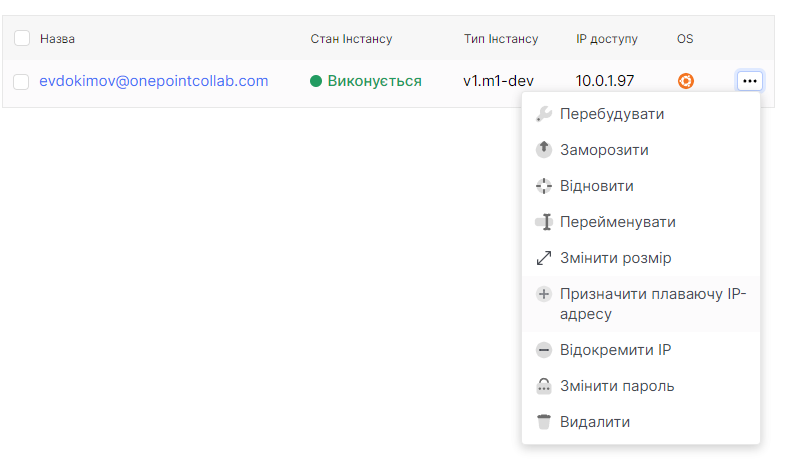 Назва Стан Інстансу Тип Інстансу IP доступу OS
evdokimov@onepointcollab.com Виконується v1.m1-dev 10.0.1.97
Перебудувати
Заморозити
Відновити
Перейменувати
Змінити розмір
Призначити плаваючу IP-
адресу
Відокремити IP
Змінити пароль
Видалити